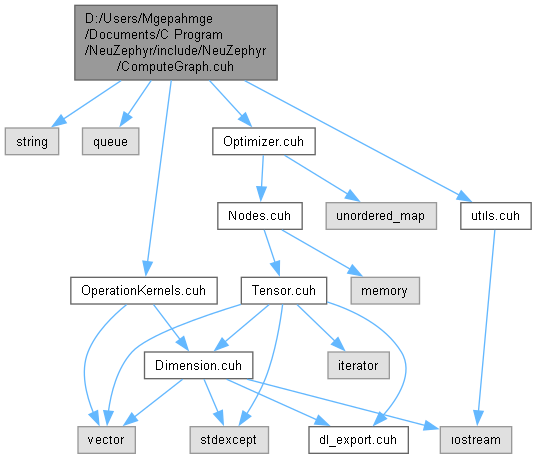 D:/Users/Mgepahmge
/Documents/C Program
/NeuZephyr/include/NeuZephyr
/ComputeGraph.cuh
string
queue
Optimizer.cuh
Nodes.cuh
unordered_map
utils.cuh
OperationKernels.cuh
Tensor.cuh
memory
Dimension.cuh
iterator
vector
stdexcept
dl_export.cuh
iostream